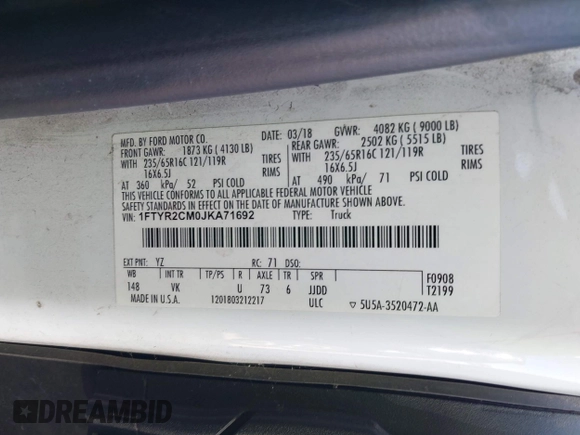 MFD. BY FORD MOTOR CO. DATE: 03/18 GVWR: 4082 KG ( 9000 LB)
FRONT GAWR: 1873 KG ( 4130 LB) REAR GAWR: 2502 KG ( 5515 LB)
WITH 235/65R16C 121/119R TIRES WITH 235/65R16C 121/119R TIRES
16X6.5J RIMS 16X6.5J RIMS
AT 360 kPa/ 52 PSI COLD AT 490 kPa/ 71 PSI COLD
THIS VEHICLE CONFORMS TO ALL APPLICABLE FEDERAL MOTOR VEHICLE
SAFETY STANDARDS IN EFFECT ON THE DATE OF MANUFACTURE SHOWN ABOVE.
VIN: 1FTYR2CM0JKA71692 TYPE: Truck
EXT PNT: YZ RC: 71 DSO:
WB INT TR TP/PS R AXLE TR SPR F0908
148 VK U 73 6 JJDD T2199
MADE IN U.S.A. 1201803212217 ULC ▽ 5U5A-3520472-AA
DREAMBID